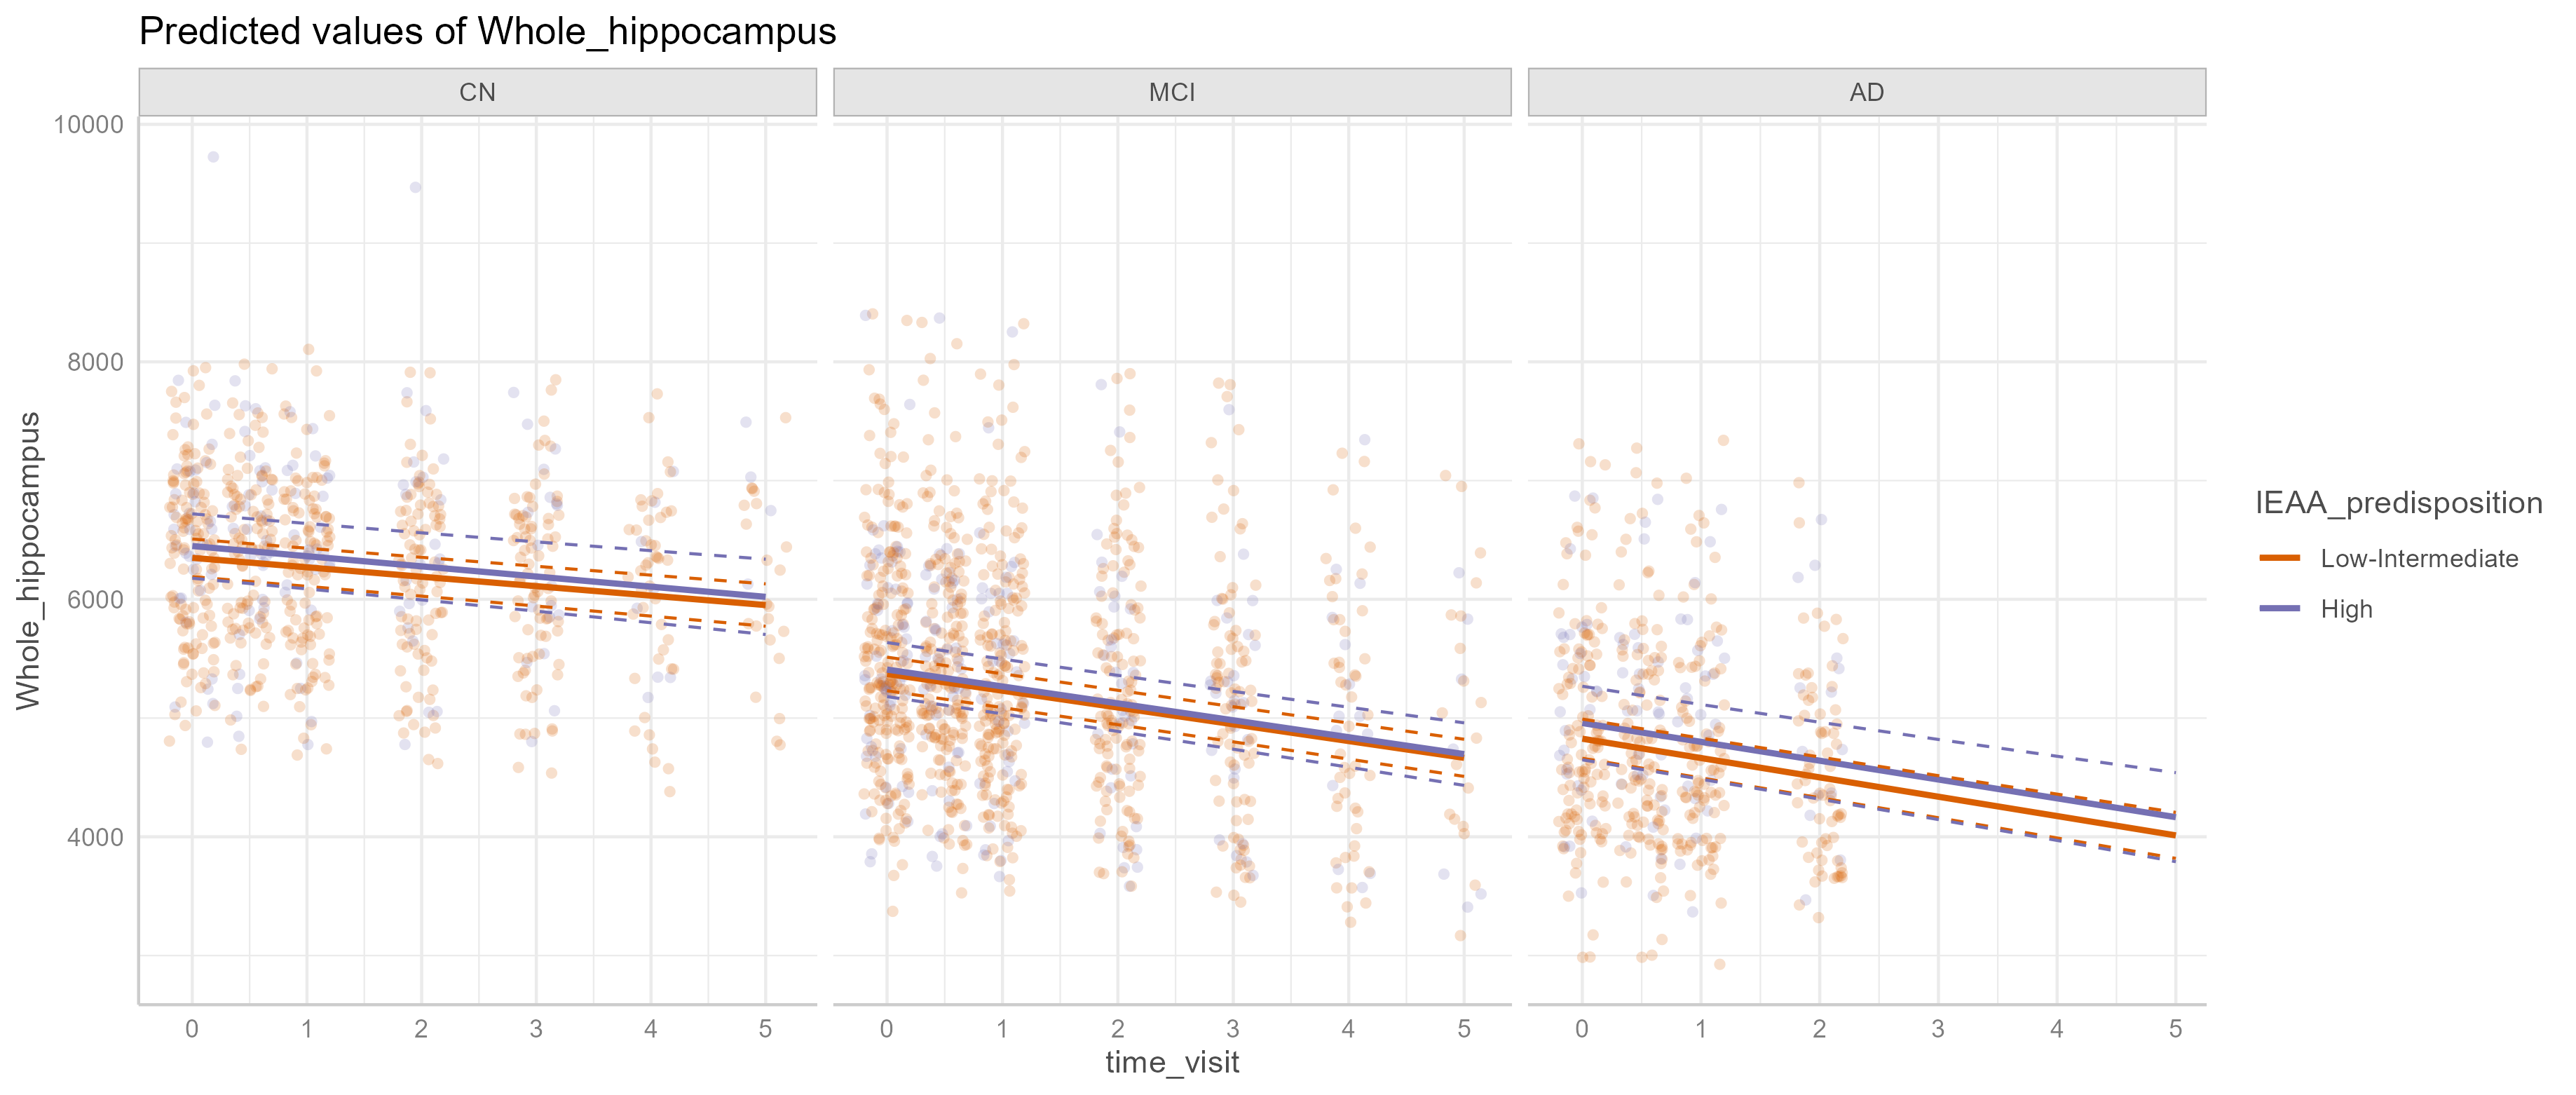 Predicted values of Whole_hippocampus
CN
MCI
AD
10000
8000
6000
4000
Whole_hippocampus
0 1 2 3 4 5
0 1 2 3 4 5
0 1 2 3 4 5
time_visit
IEAA_predisposition
Low-Intermediate
High